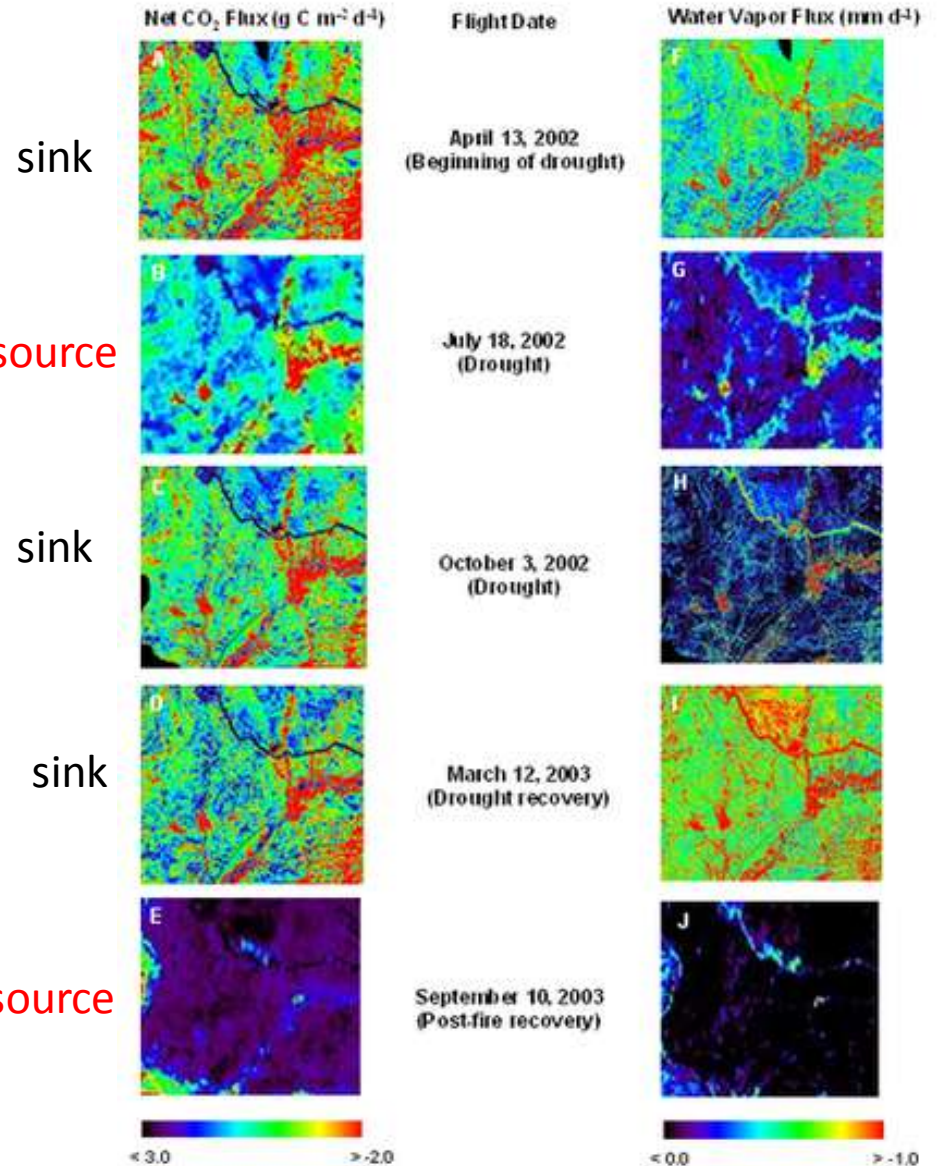 Net CO₂ Flux (g C m⁻² d⁻¹)
Flight Date
Water Vapor Flux (mm d⁻¹)
A
F
sink
April 13, 2002
(Beginning of drought)
B
G
source
July 18, 2002
(Drought)
C
H
sink
October 3, 2002
(Drought)
D
I
sink
March 12, 2003
(Drought recovery)
E
J
source
September 10, 2003
(Post-fire recovery)
< 3.0
> -2.0
< 0.0
> -1.0